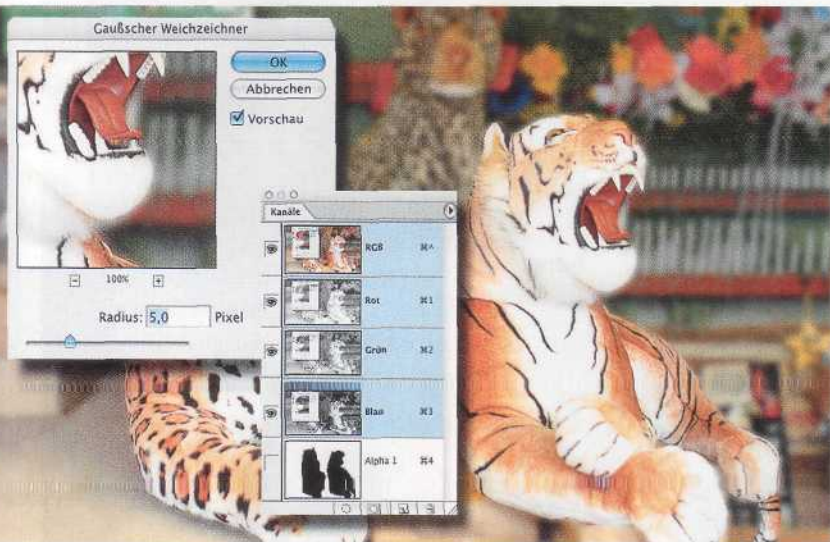 Gaußscher Weichzeichner
OK
Abbrechen
Vorschau
100%
Radius: 5,0 Pixel
Kanäle
RGB ⌘^
Rot ⌘1
Grün ⌘2
Blau ⌘3
Alpha 1 ⌘4